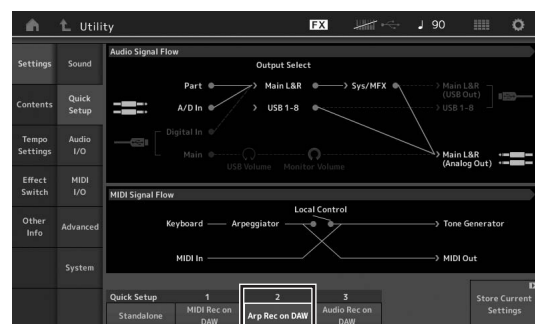 Utility
FX
90
Settings
Sound
Contents
Quick
Setup
Tempo
Settings
Audio
I/O
Effect
Switch
MIDI
I/O
Other
Info
Advanced
System
Audio Signal Flow
Output Select
Part
Main L&R
Sys/MFX
Main L&R
(USB Out)
A/D In
USB 1-8
USB 1-8
Digital In
Main
USB Volume
Monitor Volume
Main L&R
(Analog Out)
MIDI Signal Flow
Local Control
Keyboard
Arpeggiator
Tone Generator
MIDI In
MIDI Out
Quick Setup
1
2
3
Standalone
MIDI Rec on
DAW
Arp Rec on DAW
Audio Rec on
DAW
Store Current
Settings